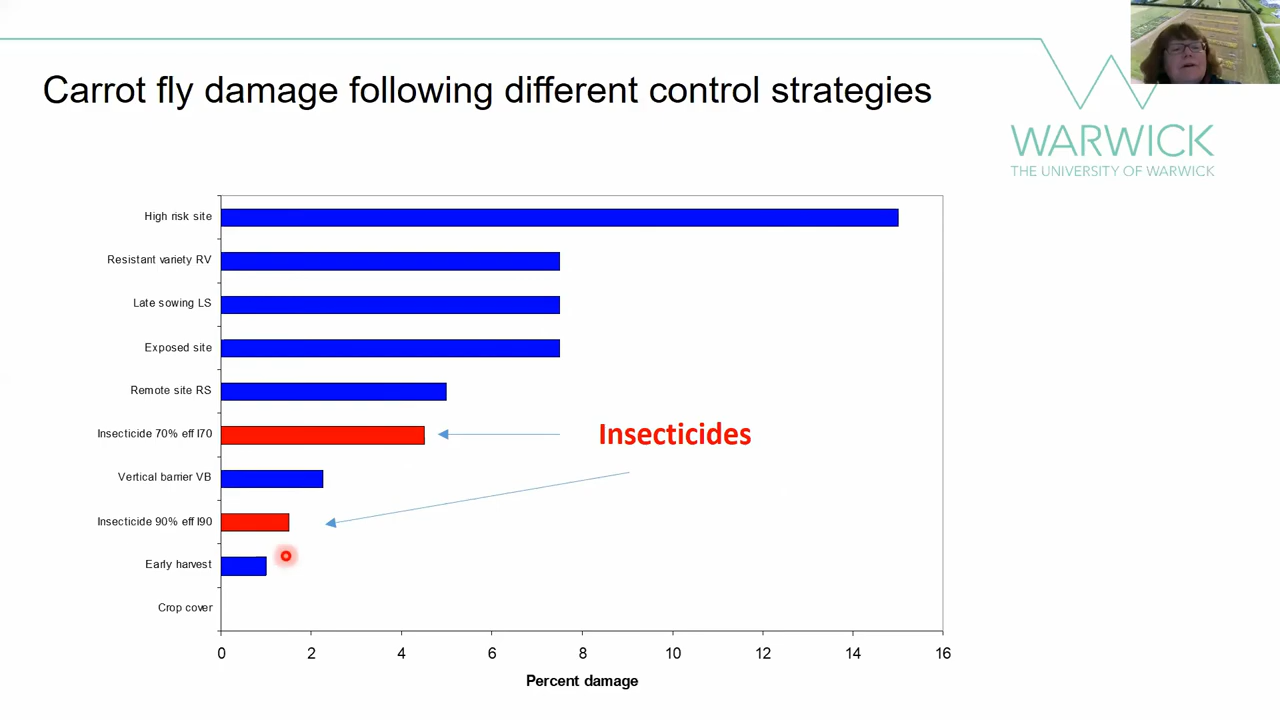 Carrot fly damage following different control strategies
WARWICK
THE UNIVERSITY OF WARWICK
High risk site
Resistant variety RV
Late sowing LS
Exposed site
Remote site RS
Insecticide 70% eff I70
Insecticides
Vertical barrier VB
Insecticide 90% eff I90
Early harvest
Crop cover
0 2 4 6 8 10 12 14 16
Percent damage